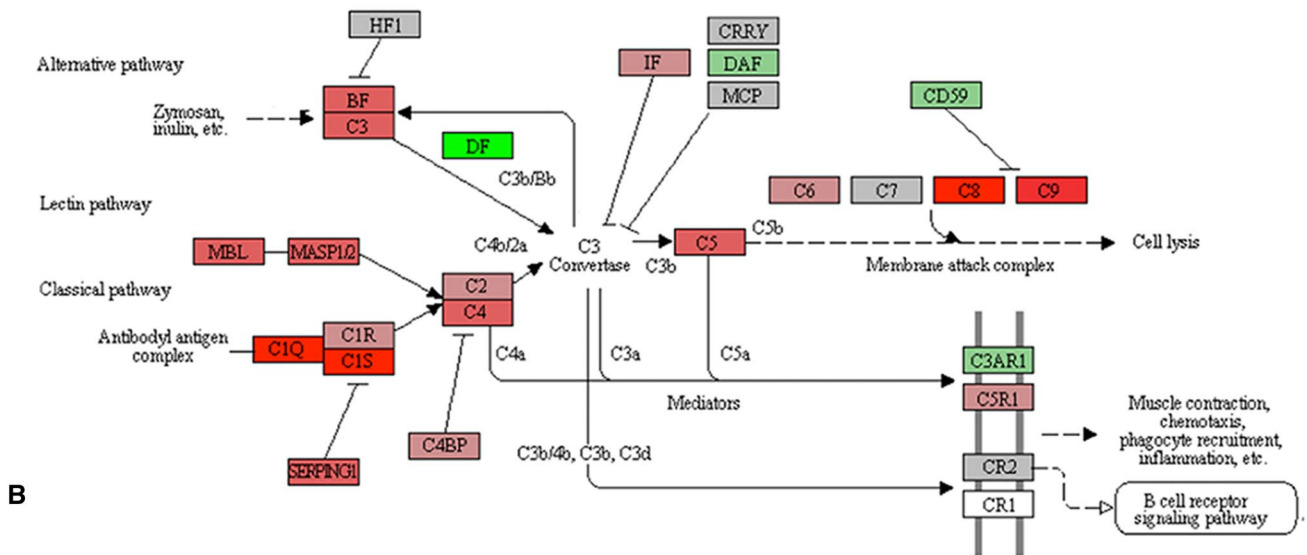 HF1
CRRY
Alternative pathway
IF
DAF
BF
MCP
CD59
Zymosan,
inulin, etc.
C3
DF
C3b/Bb
C6
C7
C8
C9
Lectin pathway
C4b/2a
C3
Convertase
C5
C5b
Cell lysis
MBL
MASP1/2
C3b
Membrane attack complex
Classical pathway
C2
C4
Antibodyl antigen
complex
C1Q
C1R
C1S
C4a
C3a
C5a
C3AR1
Mediators
C5R1
Muscle contraction,
chemotaxis,
phagocyte recruitment,
inflammation, etc.
C4BP
C3b/4b, C3b, C3d
SERPING1
CR2
B
CR1
B cell receptor
signaling pathway